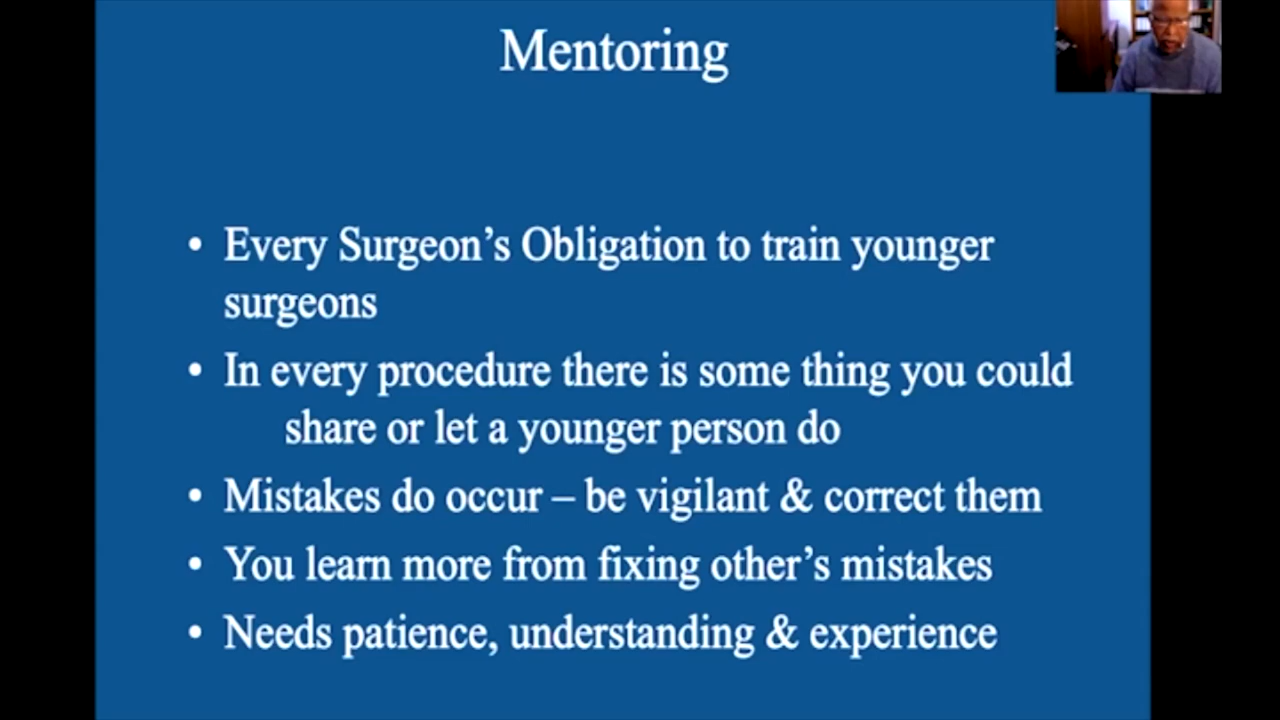 Mentoring
• Every Surgeon’s Obligation to train younger
surgeons
• In every procedure there is some thing you could
share or let a younger person do
• Mistakes do occur – be vigilant & correct them
• You learn more from fixing other’s mistakes
• Needs patience, understanding & experience